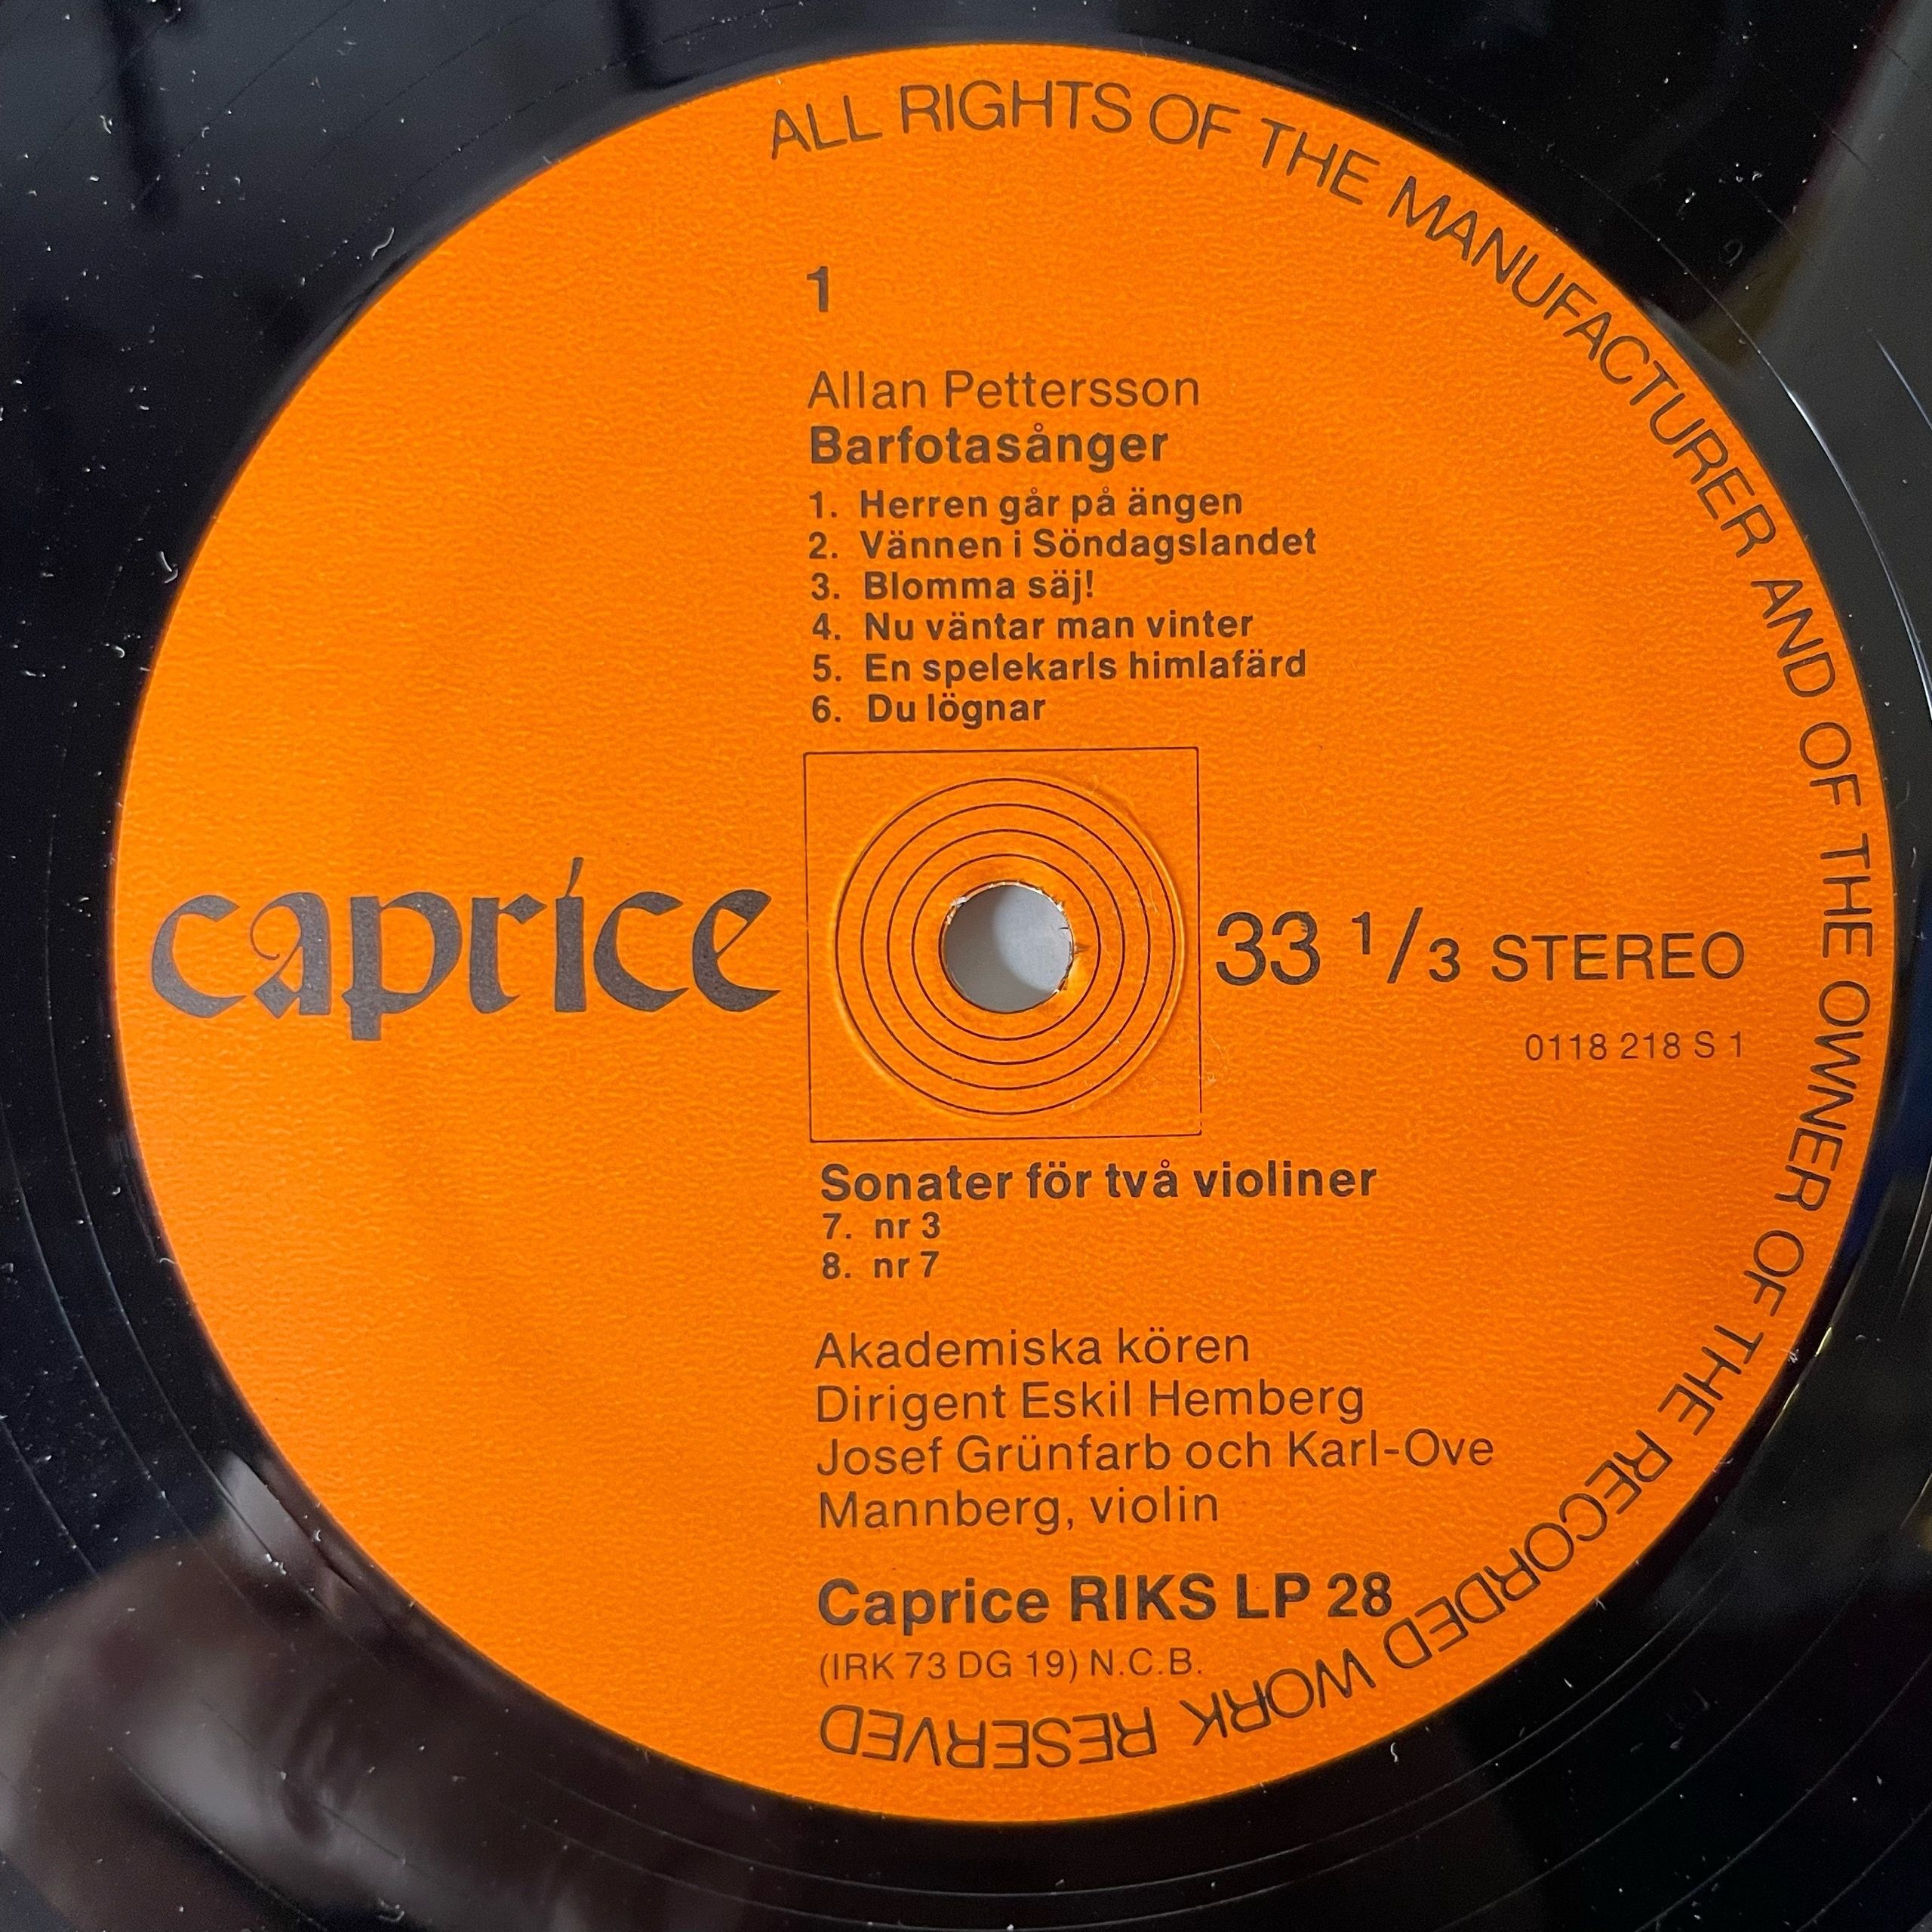 ALL RIGHTS OF THE MANUFACTURER AND OF THE OWNER OF THE RECORDED WORK RESERVED
1
Allan Pettersson
Barfotasånger
1. Herren går på ängen
2. Vännen i Söndagslandet
3. Blomma säj!
4. Nu väntar man vinter
5. En spelekarls himlafärd
6. Du lögnar
caprice
33 1/3 STEREO
0118 218 S 1
Sonater för två violiner
7. nr 3
8. nr 7
Akademiska kören
Dirigent Eskil Hemberg
Josef Grünfarb och Karl-Ove
Mannberg, violin
Caprice RIKS LP 28
(IRK 73 DG 19) N.C.B.